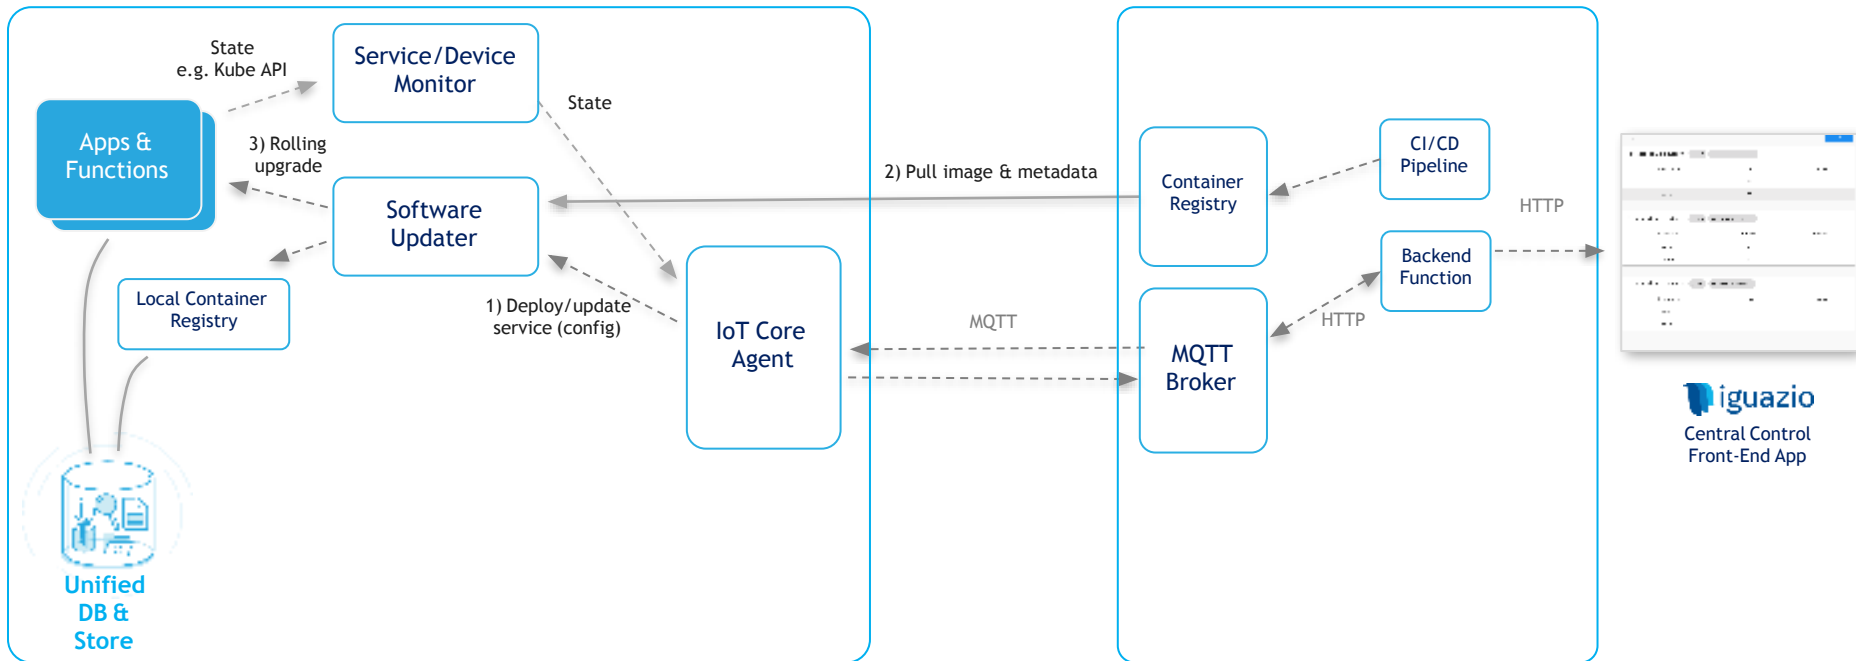 State
e.g. Kube API
Service/Device
Monitor
State
Apps &
Functions
3) Rolling
upgrade
Software
Updater
2) Pull image & metadata
Container
Registry
CI/CD
Pipeline
HTTP
Backend
Function
Local Container
Registry
1) Deploy/update
service (config)
IoT Core
Agent
MQTT
HTTP
MQTT
Broker
iguazio
Central Control
Front-End App
Unified
DB &
Store